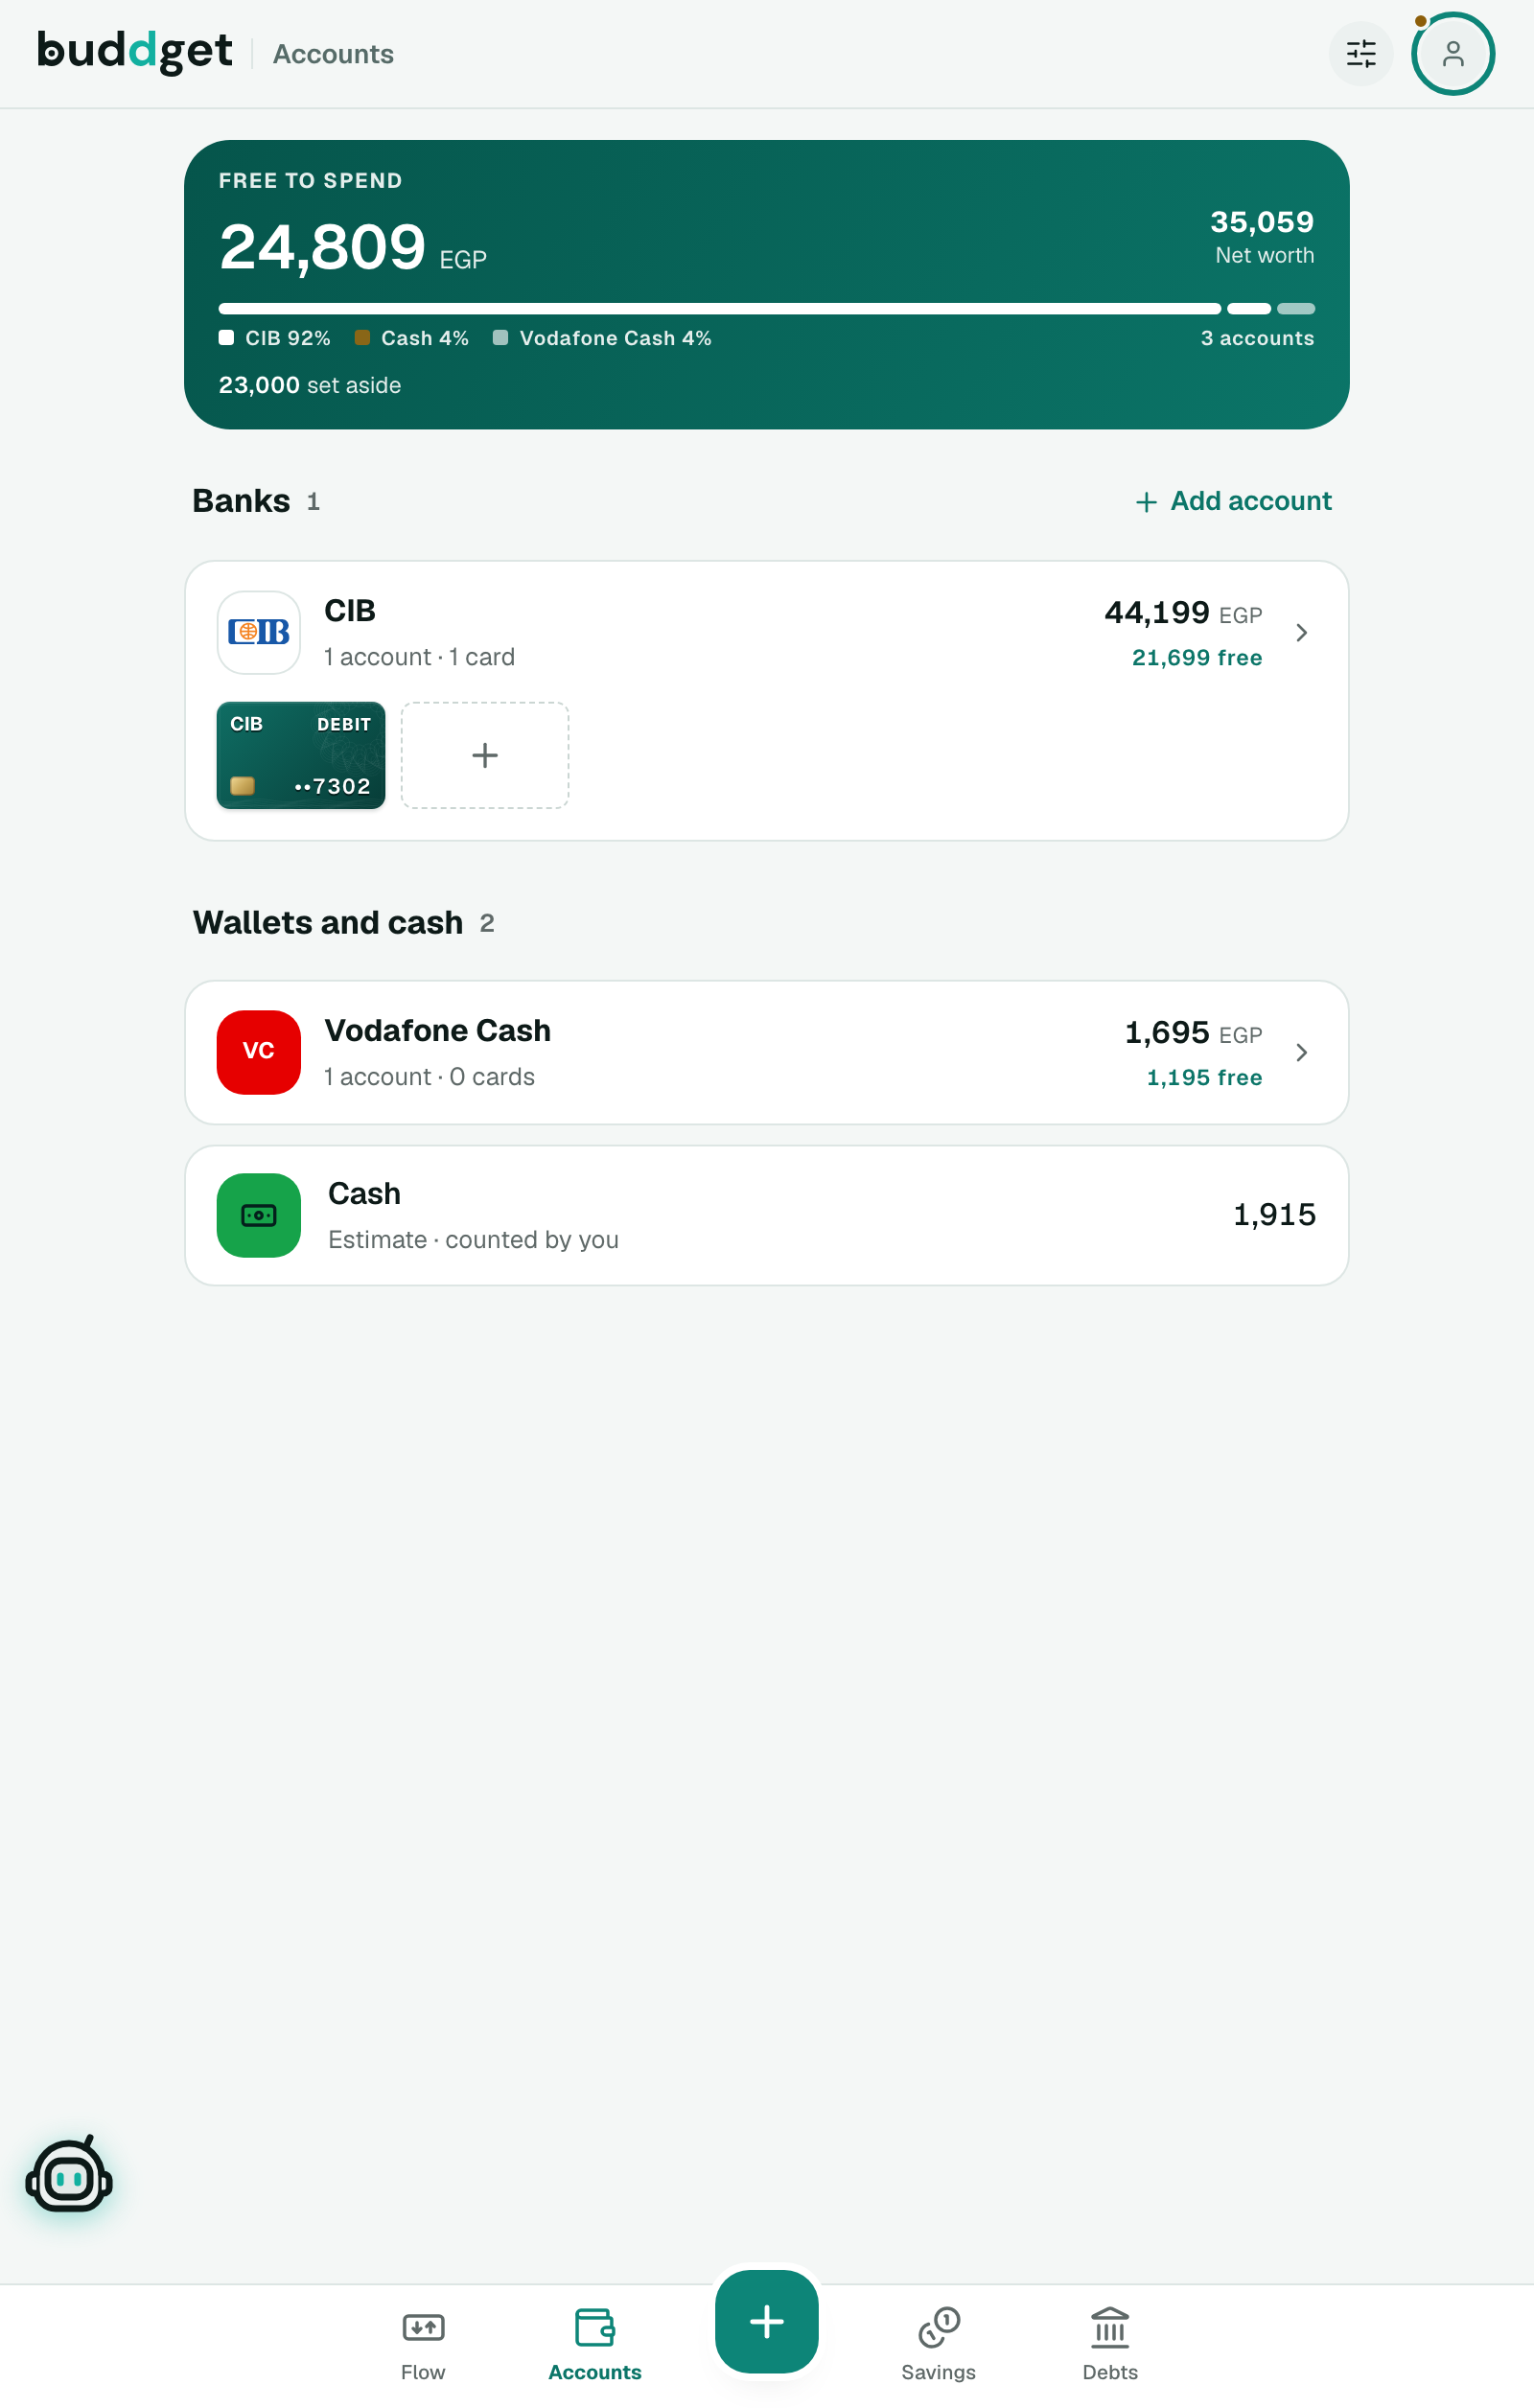 buddget
Accounts
FREE TO SPEND
24,809 EGP
35,059
Net worth
CIB 92% Cash 4% Vodafone Cash 4%
3 accounts
23,000 set aside
Banks 1
+ Add account
CIB
CIB
44,199 EGP
1 account · 1 card
21,699 free
CIB DEBIT
••7302
Wallets and cash 2
VC
Vodafone Cash
1,695 EGP
1 account · 0 cards
1,195 free
Cash
Estimate · counted by you
1,915
Flow
Accounts
Savings
Debts